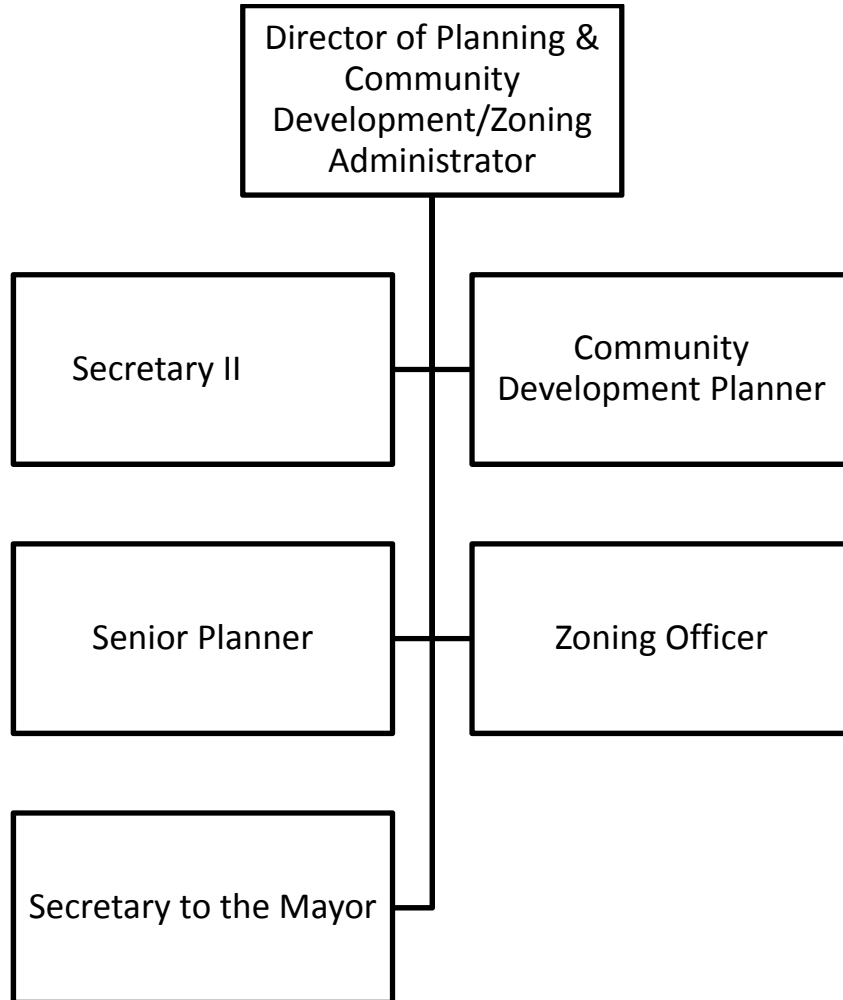 Director of Planning &
Community
Development/Zoning
Administrator
Secretary II
Community
Development Planner
Senior Planner
Zoning Officer
Secretary to the Mayor